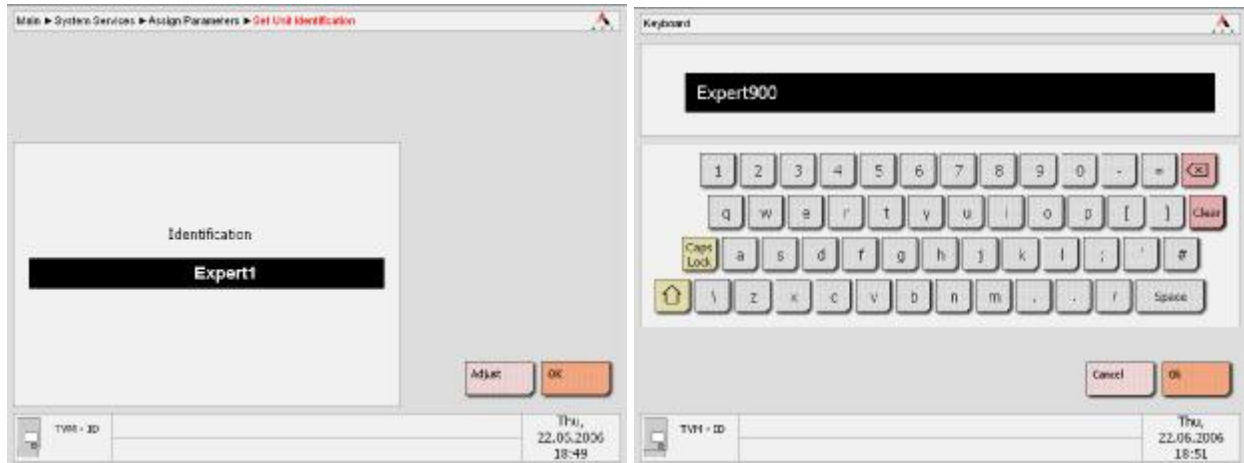 Main ▸ System Services ▸ Assign Parameters ▸ Set Unit Identification
Identification
Expert1
Adjust
OK
TVM - ID
Thu,
22.06.2006
18:49
Keyboard
Expert900
1 2 3 4 5 6 7 8 9 0 - =
q w e r t y u i o p [ ] Clear
Caps Lock a s d f g h j k l ; ' #
\ z x c v b n m , . / Space
Cancel
Ok
TVM - ID
Thu,
22.06.2006
18:51